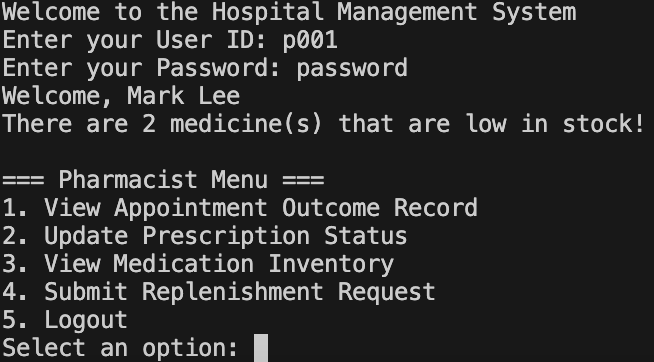 Welcome to the Hospital Management System
Enter your User ID: p001
Enter your Password: password
Welcome, Mark Lee
There are 2 medicine(s) that are low in stock!
=== Pharmacist Menu ===
1. View Appointment Outcome Record
2. Update Prescription Status
3. View Medication Inventory
4. Submit Replenishment Request
5. Logout
Select an option: